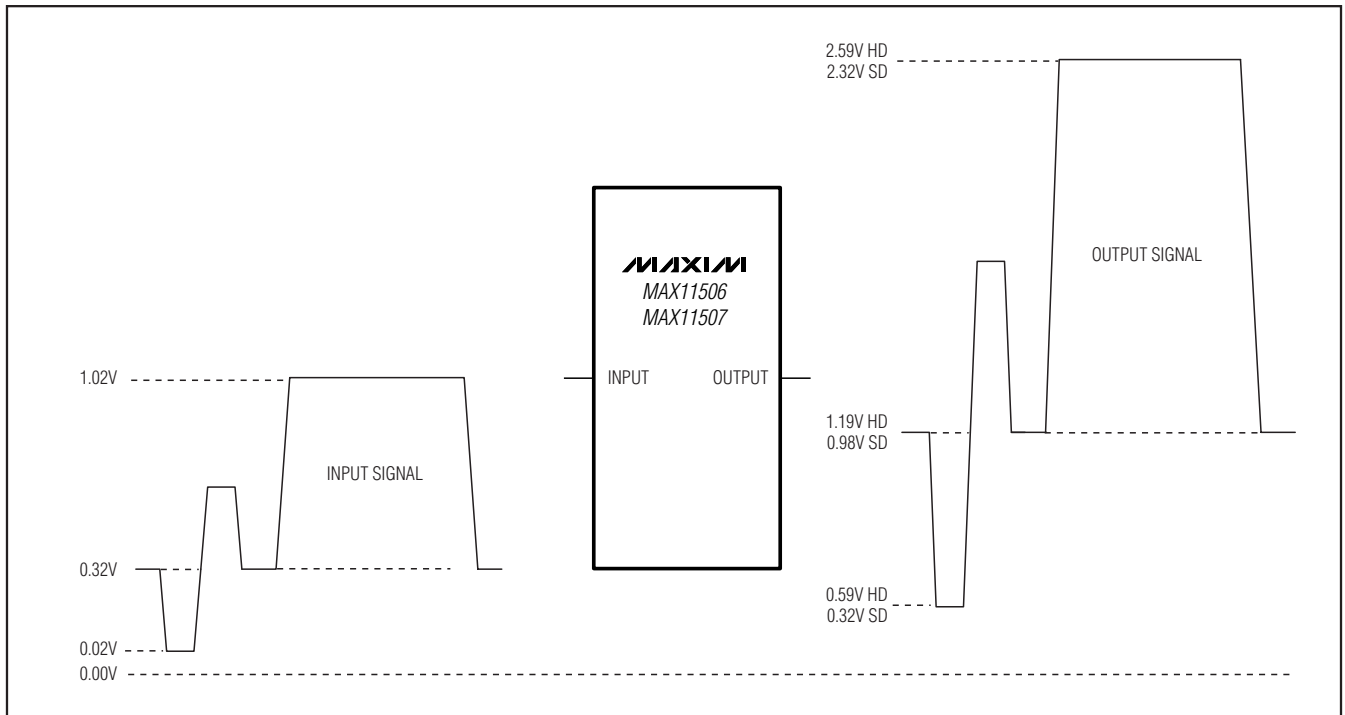 2.59V HD
2.32V SD
OUTPUT SIGNAL
MAXIM
MAX11506
MAX11507
INPUT OUTPUT
1.02V
INPUT SIGNAL
1.19V HD
0.98V SD
0.32V
0.59V HD
0.32V SD
0.02V
0.00V